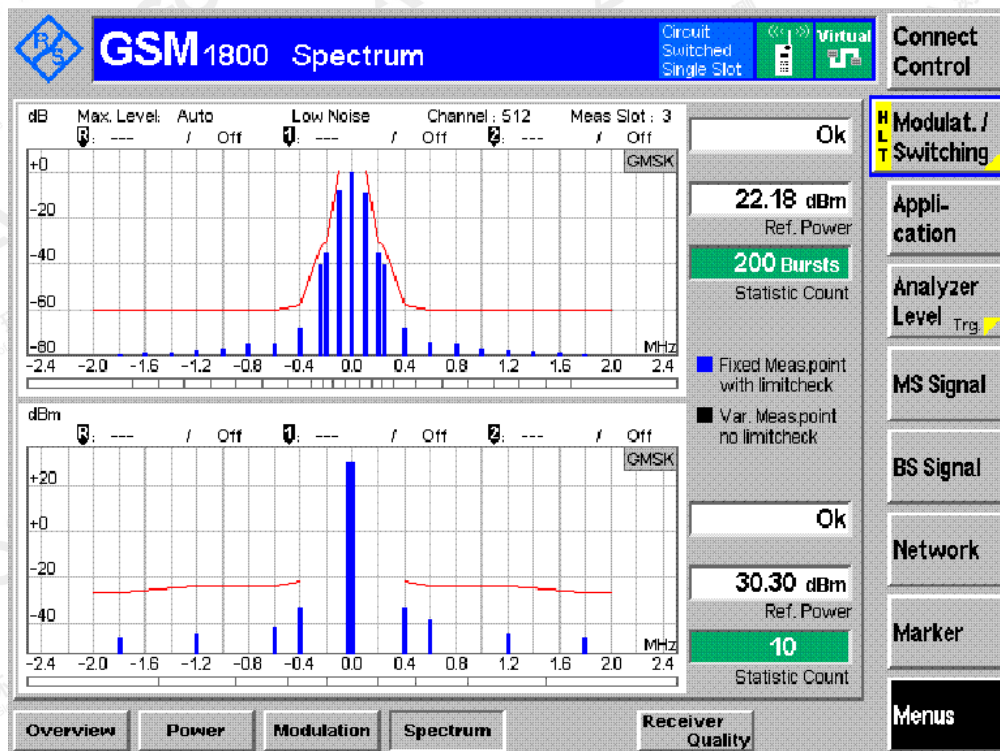 R/S
GSM 1800 Spectrum
Circuit
Switched
Single Slot
Virtual
Connect
Control
dB Max. Level: Auto Low Noise Channel : 512 Meas Slot : 3
R: --- / Off 1: --- / Off 2: --- / Off
GMSK
+0
-20
-40
-60
-80
MHz
-2.4 -2.0 -1.6 -1.2 -0.8 -0.4 0.0 0.4 0.8 1.2 1.6 2.0 2.4
Ok
22.18 dBm
Ref. Power
200 Bursts
Statistic Count
Fixed Meas.point
with limitcheck
Var. Meas.point
no limitcheck
dBm
R: --- / Off 1: --- / Off 2: --- / Off
GMSK
+20
+0
-20
-40
MHz
-2.4 -2.0 -1.6 -1.2 -0.8 -0.4 0.0 0.4 0.8 1.2 1.6 2.0 2.4
Ok
30.30 dBm
Ref. Power
10
Statistic Count
HLT
Modulat. /
Switching
Appli-
cation
Analyzer
Level Trg.
MS Signal
BS Signal
Network
Marker
Menus
Overview
Power
Modulation
Spectrum
Receiver
Quality